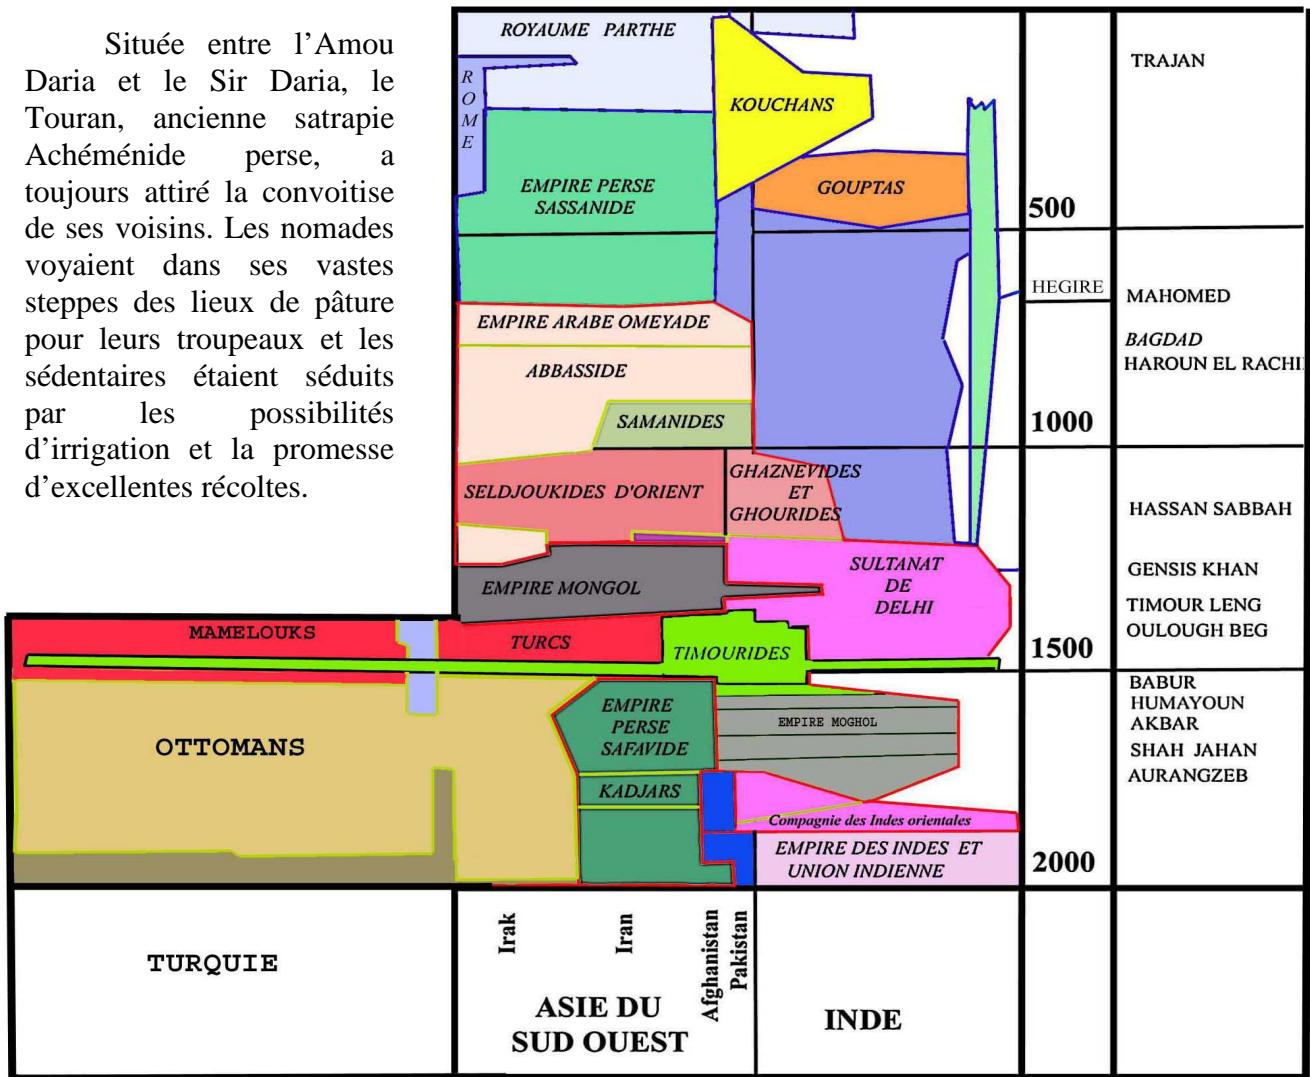 Située entre l’Amou
Daria et le Sir Daria, le
Touran, ancienne satrapie
Achéménide perse, a
toujours attiré la convoitise
de ses voisins. Les nomades
voyaient dans ses vastes
steppes des lieux de pâture
pour leurs troupeaux et les
sédentaires étaient séduits
par les possibilités
d’irrigation et la promesse
d’excellentes récoltes.
ROYAUME PARTHE
ROME
KOUCHANS
EMPIRE PERSE
SASSANIDE
GOUPTAS
EMPIRE ARABE OMEYADE
ABBASSIDE
SAMANIDES
SELDJOUKIDES D'ORIENT
GHAZNEVIDES
ET
GHOURIDES
EMPIRE MONGOL
SULTANAT
DE
DELHI
MAMELOUKS
TURCS
TIMOURIDES
OTTOMANS
EMPIRE
PERSE
SAFAVIDE
EMPIRE MOGHOL
KADJARS
Compagnie des Indes orientales
EMPIRE DES INDES ET
UNION INDIENNE
500
HEGIRE
1000
1500
2000
TRAJAN
MAHOMED
BAGDAD
HAROUN EL RACHI
HASSAN SABBAH
GENSIS KHAN
TIMOUR LENG
OULOUGH BEG
BABUR
HUMAYOUN
AKBAR
SHAH JAHAN
AURANGZEB
TURQUIE
Irak
Iran
Afghanistan
Pakistan
ASIE DU
SUD OUEST
INDE